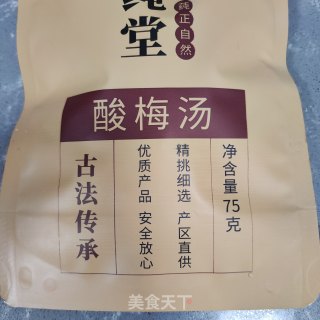 堂
纯正自然
酸梅汤
古法传承
优质产品 安全放心
精挑细选 产区直供
净含量75克
美食天下